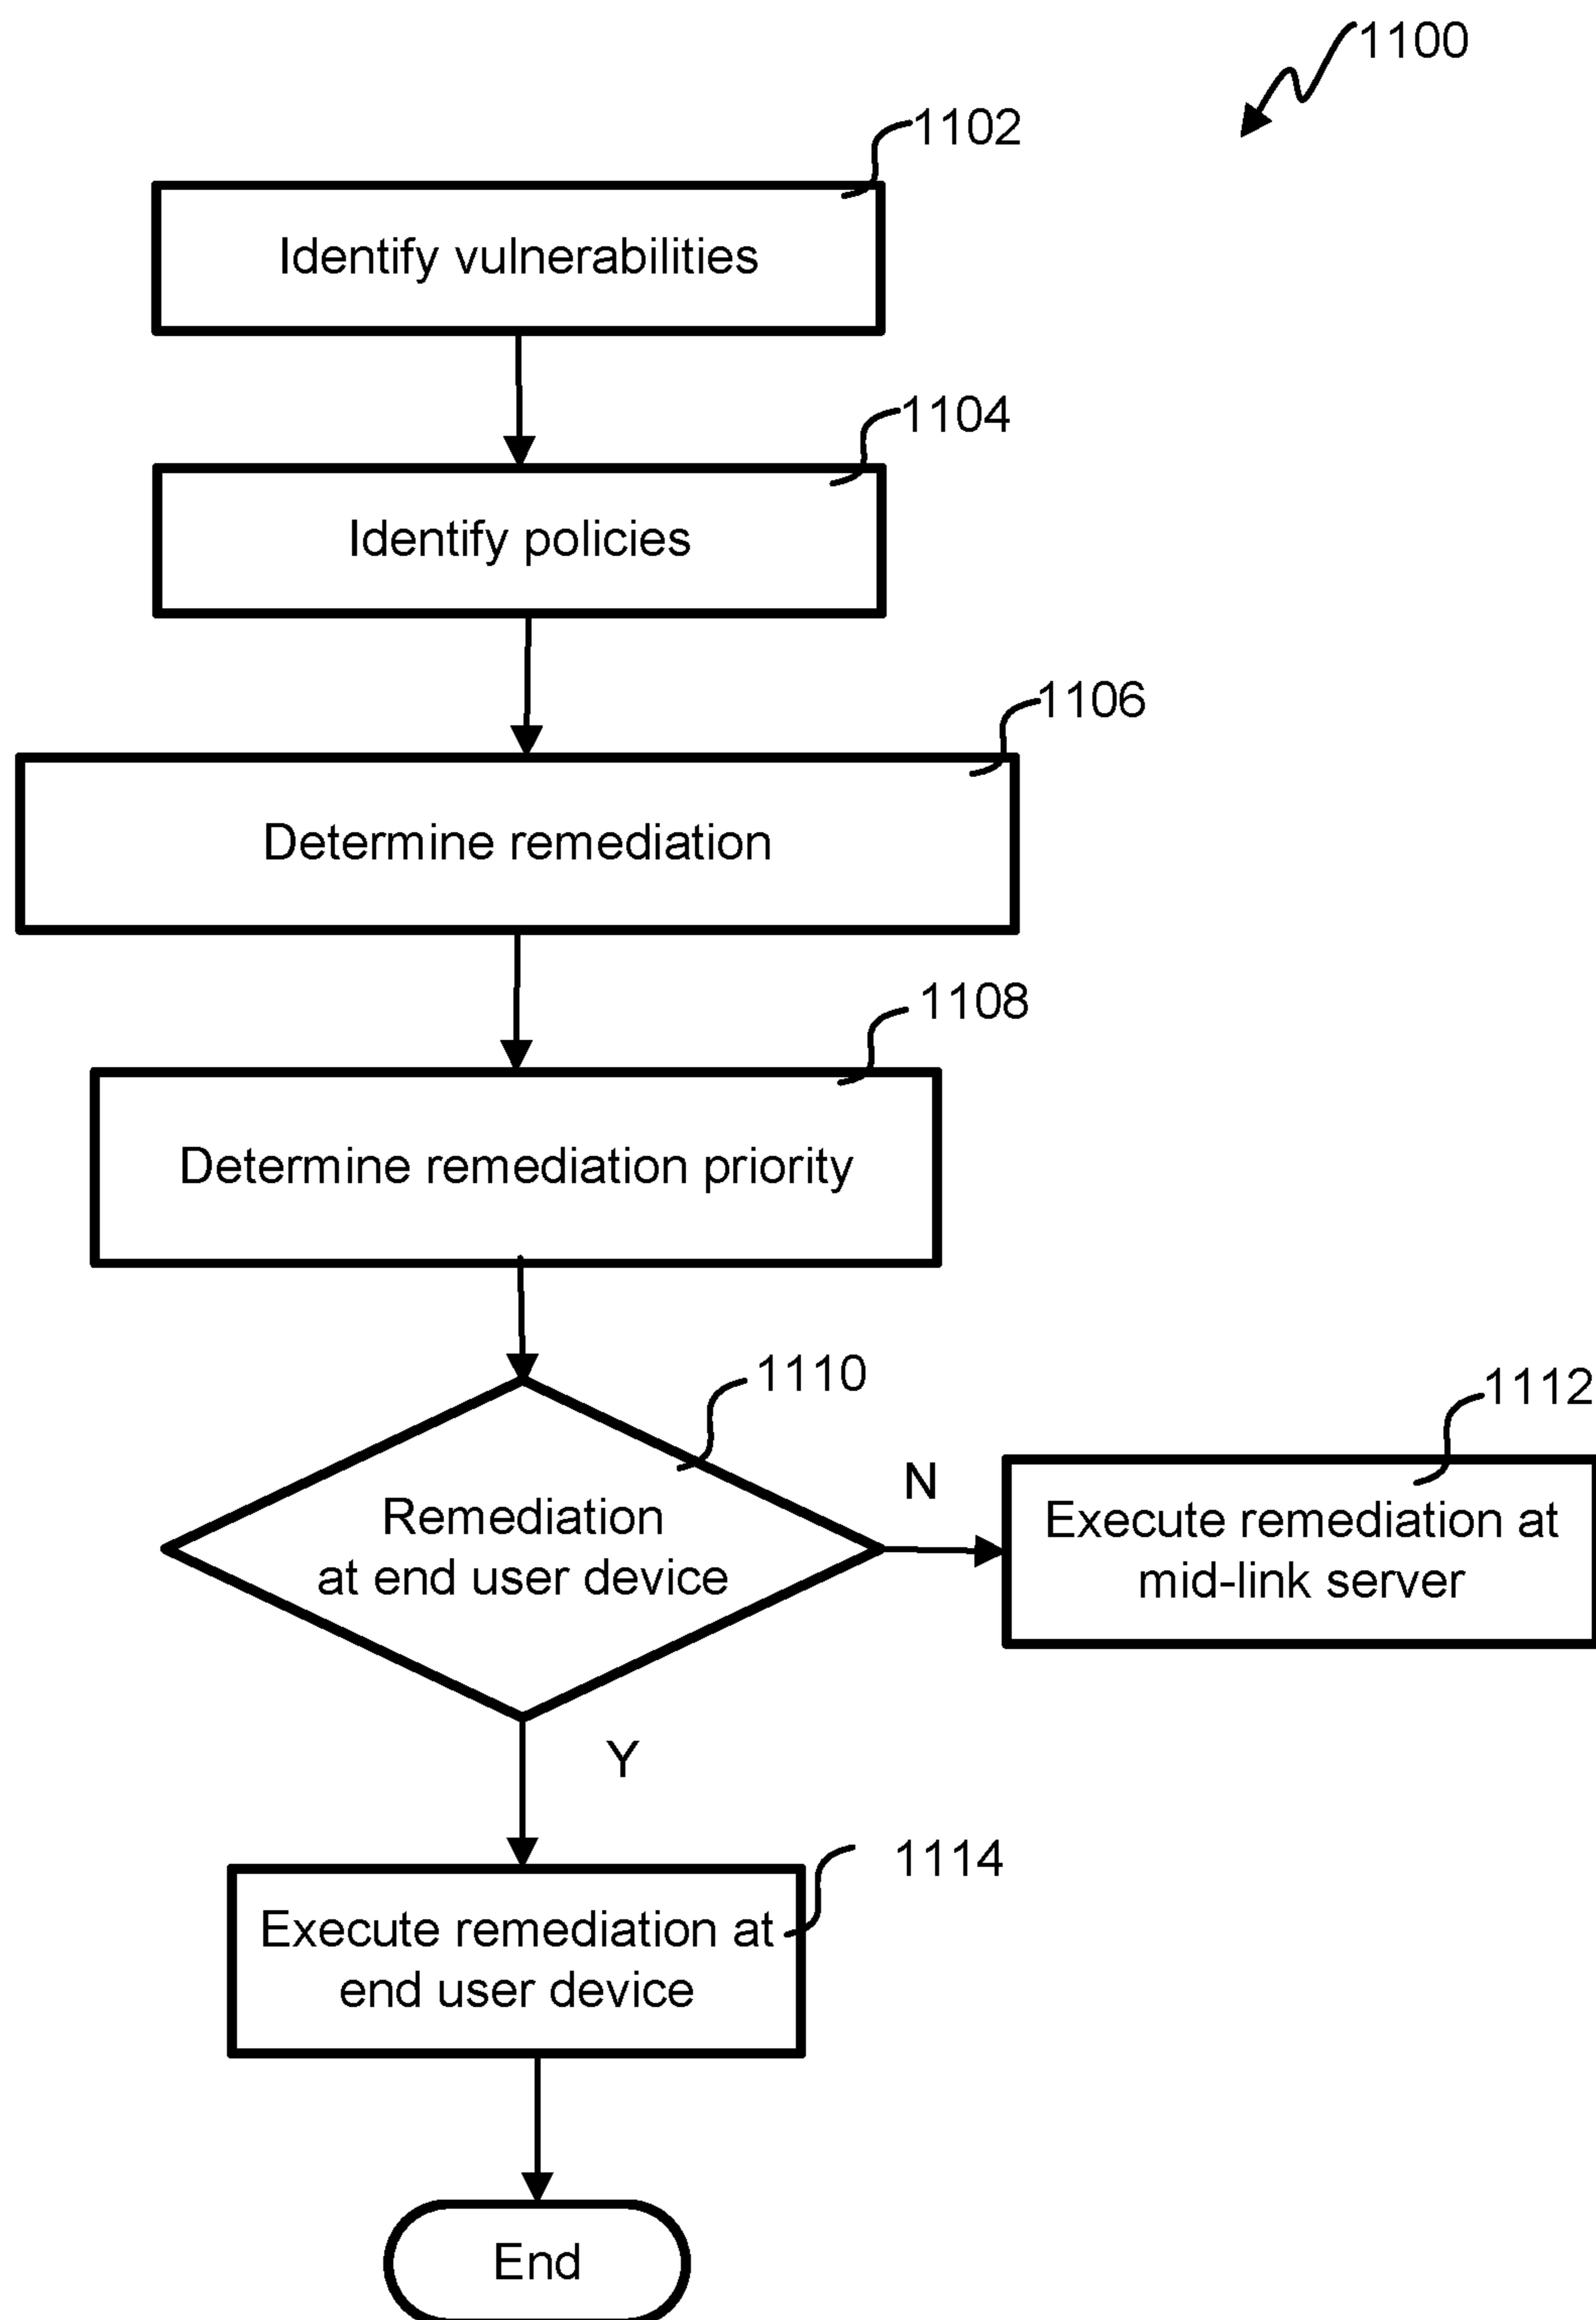 1100
1102
Identify vulnerabilities
1104
Identify policies
1106
Determine remediation
1108
Determine remediation priority
1110
Remediation
at end user device
N
1112
Execute remediation at
mid-link server
Y
1114
Execute remediation at
end user device
End